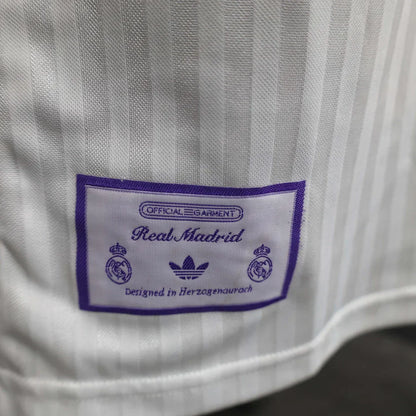 OFFICIAL GARMENT
Real Madrid
Designed in Herzogenaurach